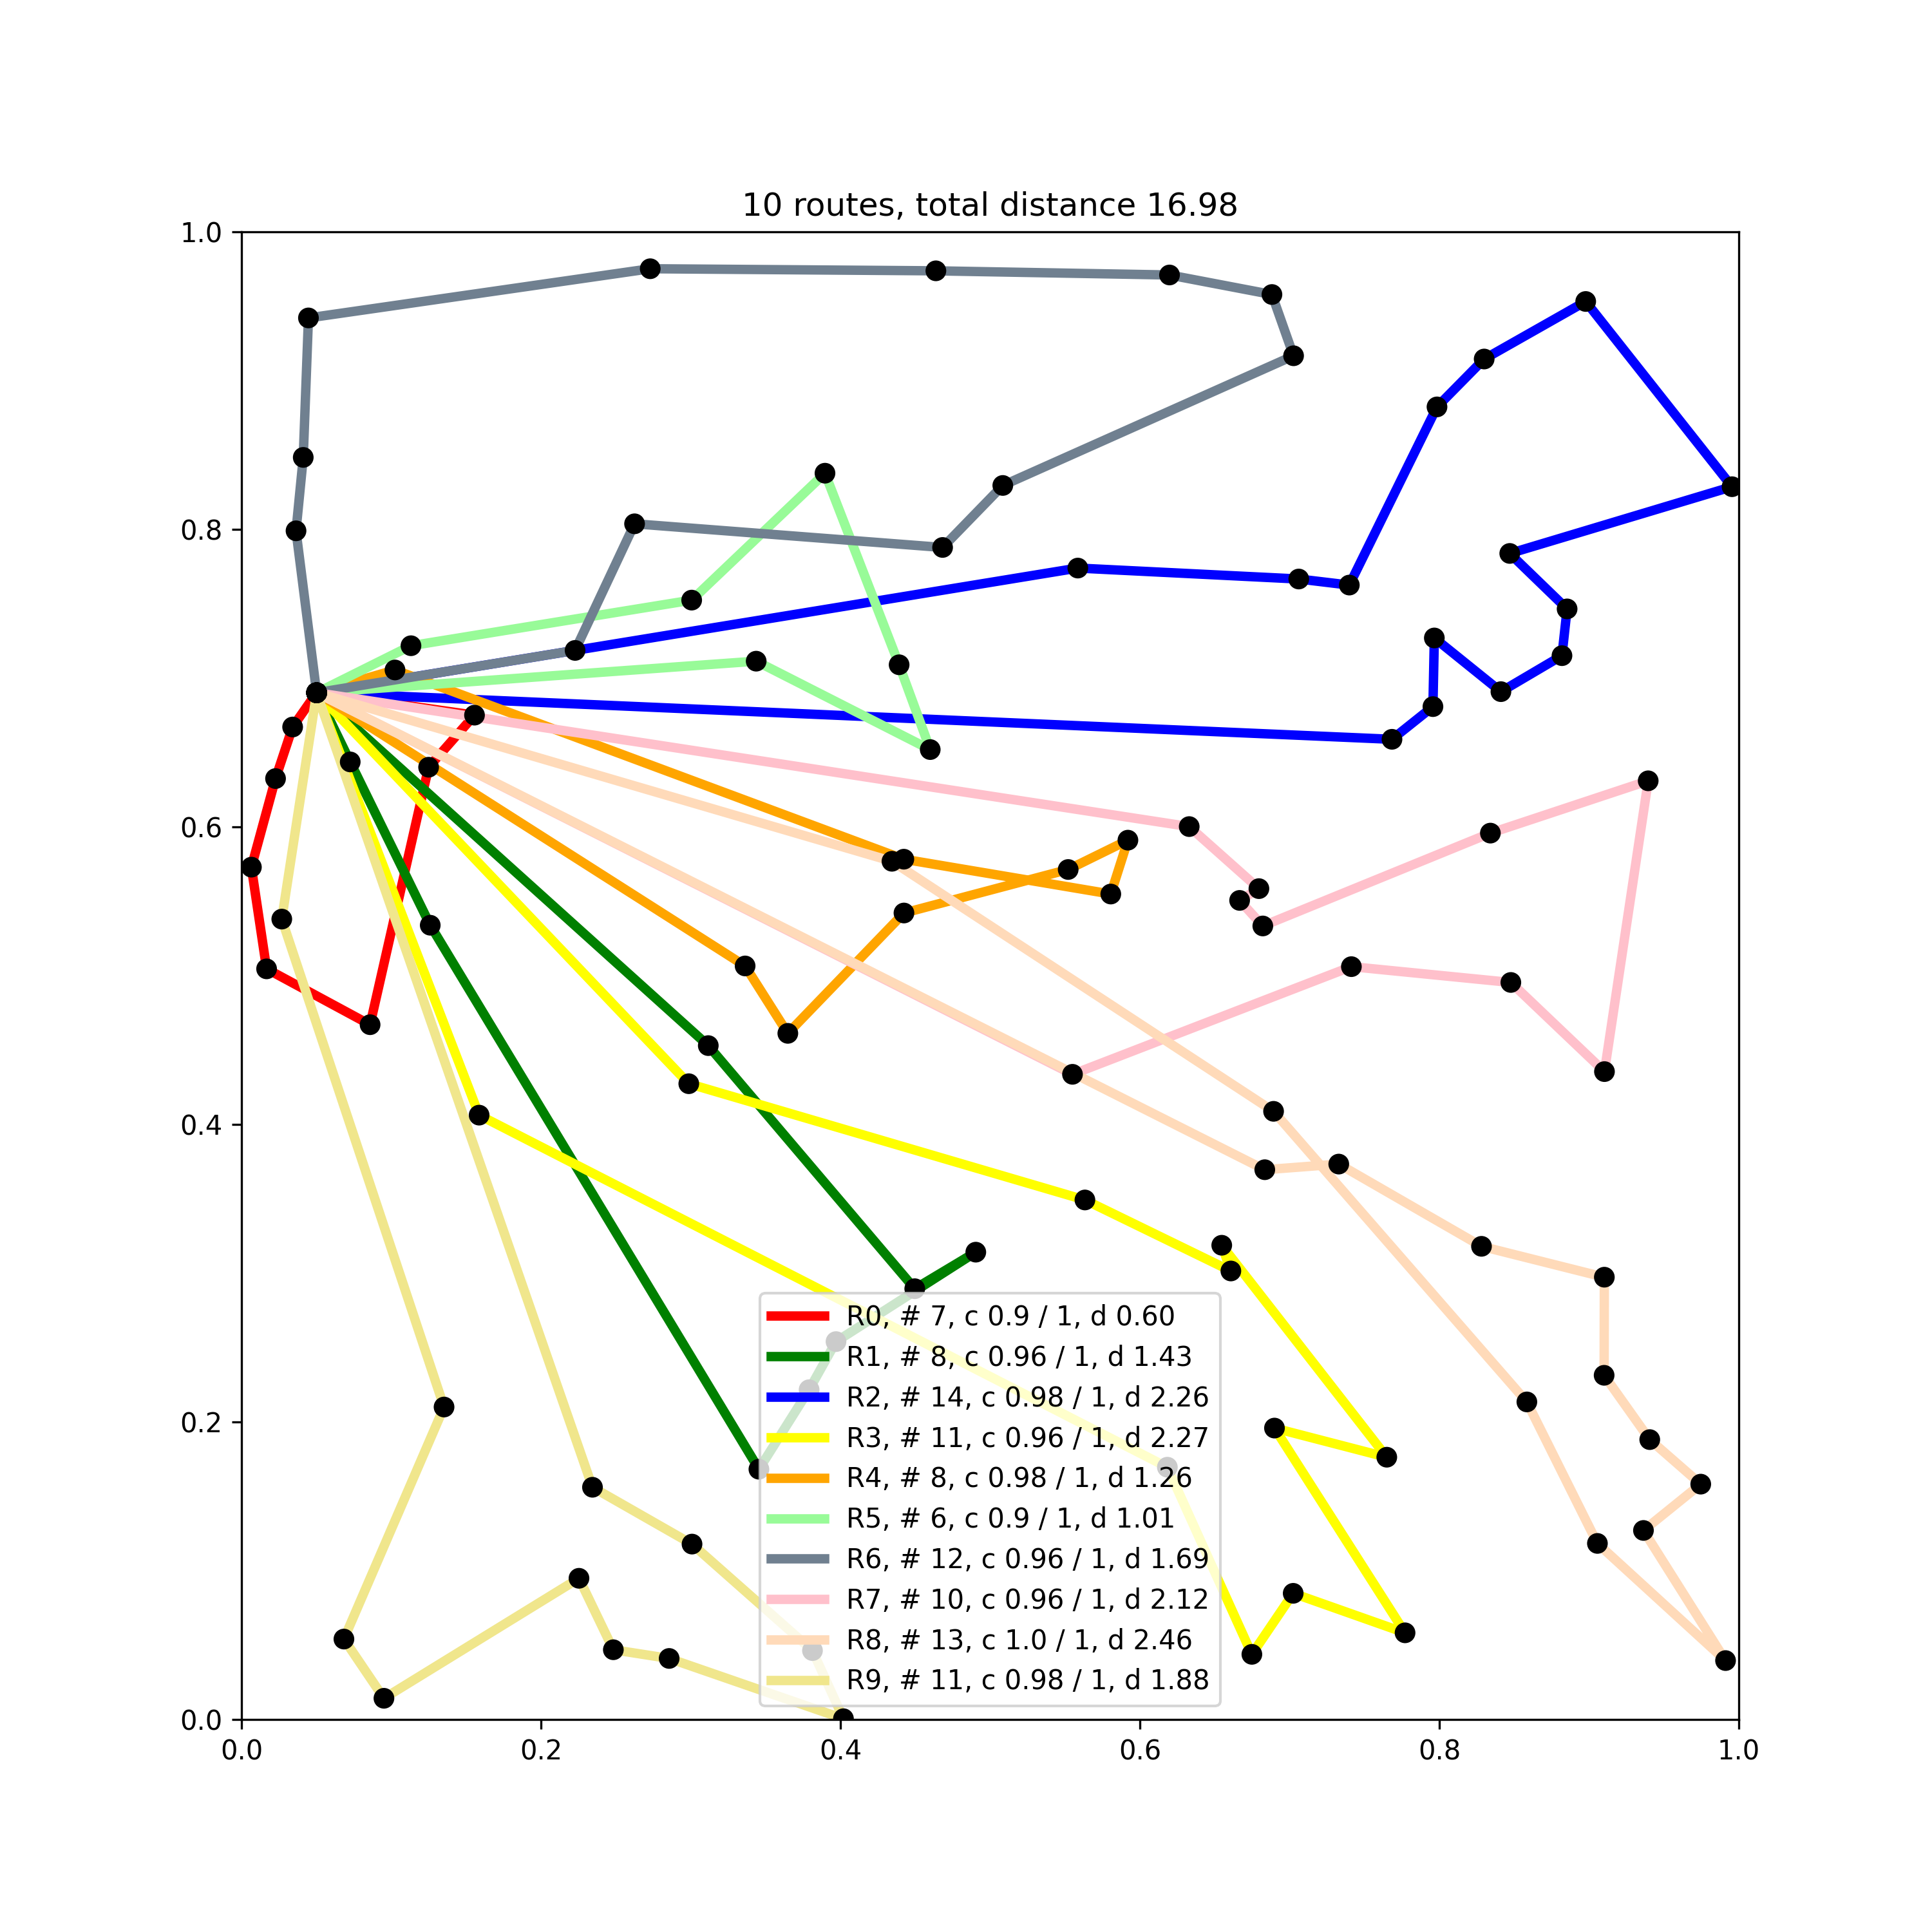 10 routes, total distance 16.98
1.0
0.8
0.6
0.4
0.2
0.0
R0, # 7, c 0.9 / 1, d 0.60
R1, # 8, c 0.96 / 1, d 1.43
R2, # 14, c 0.98 / 1, d 2.26
R3, # 11, c 0.96 / 1, d 2.27
R4, # 8, c 0.98 / 1, d 1.26
R5, # 6, c 0.9 / 1, d 1.01
R6, # 12, c 0.96 / 1, d 1.69
R7, # 10, c 0.96 / 1, d 2.12
R8, # 13, c 1.0 / 1, d 2.46
R9, # 11, c 0.98 / 1, d 1.88
0.0 0.2 0.4 0.6 0.8 1.0